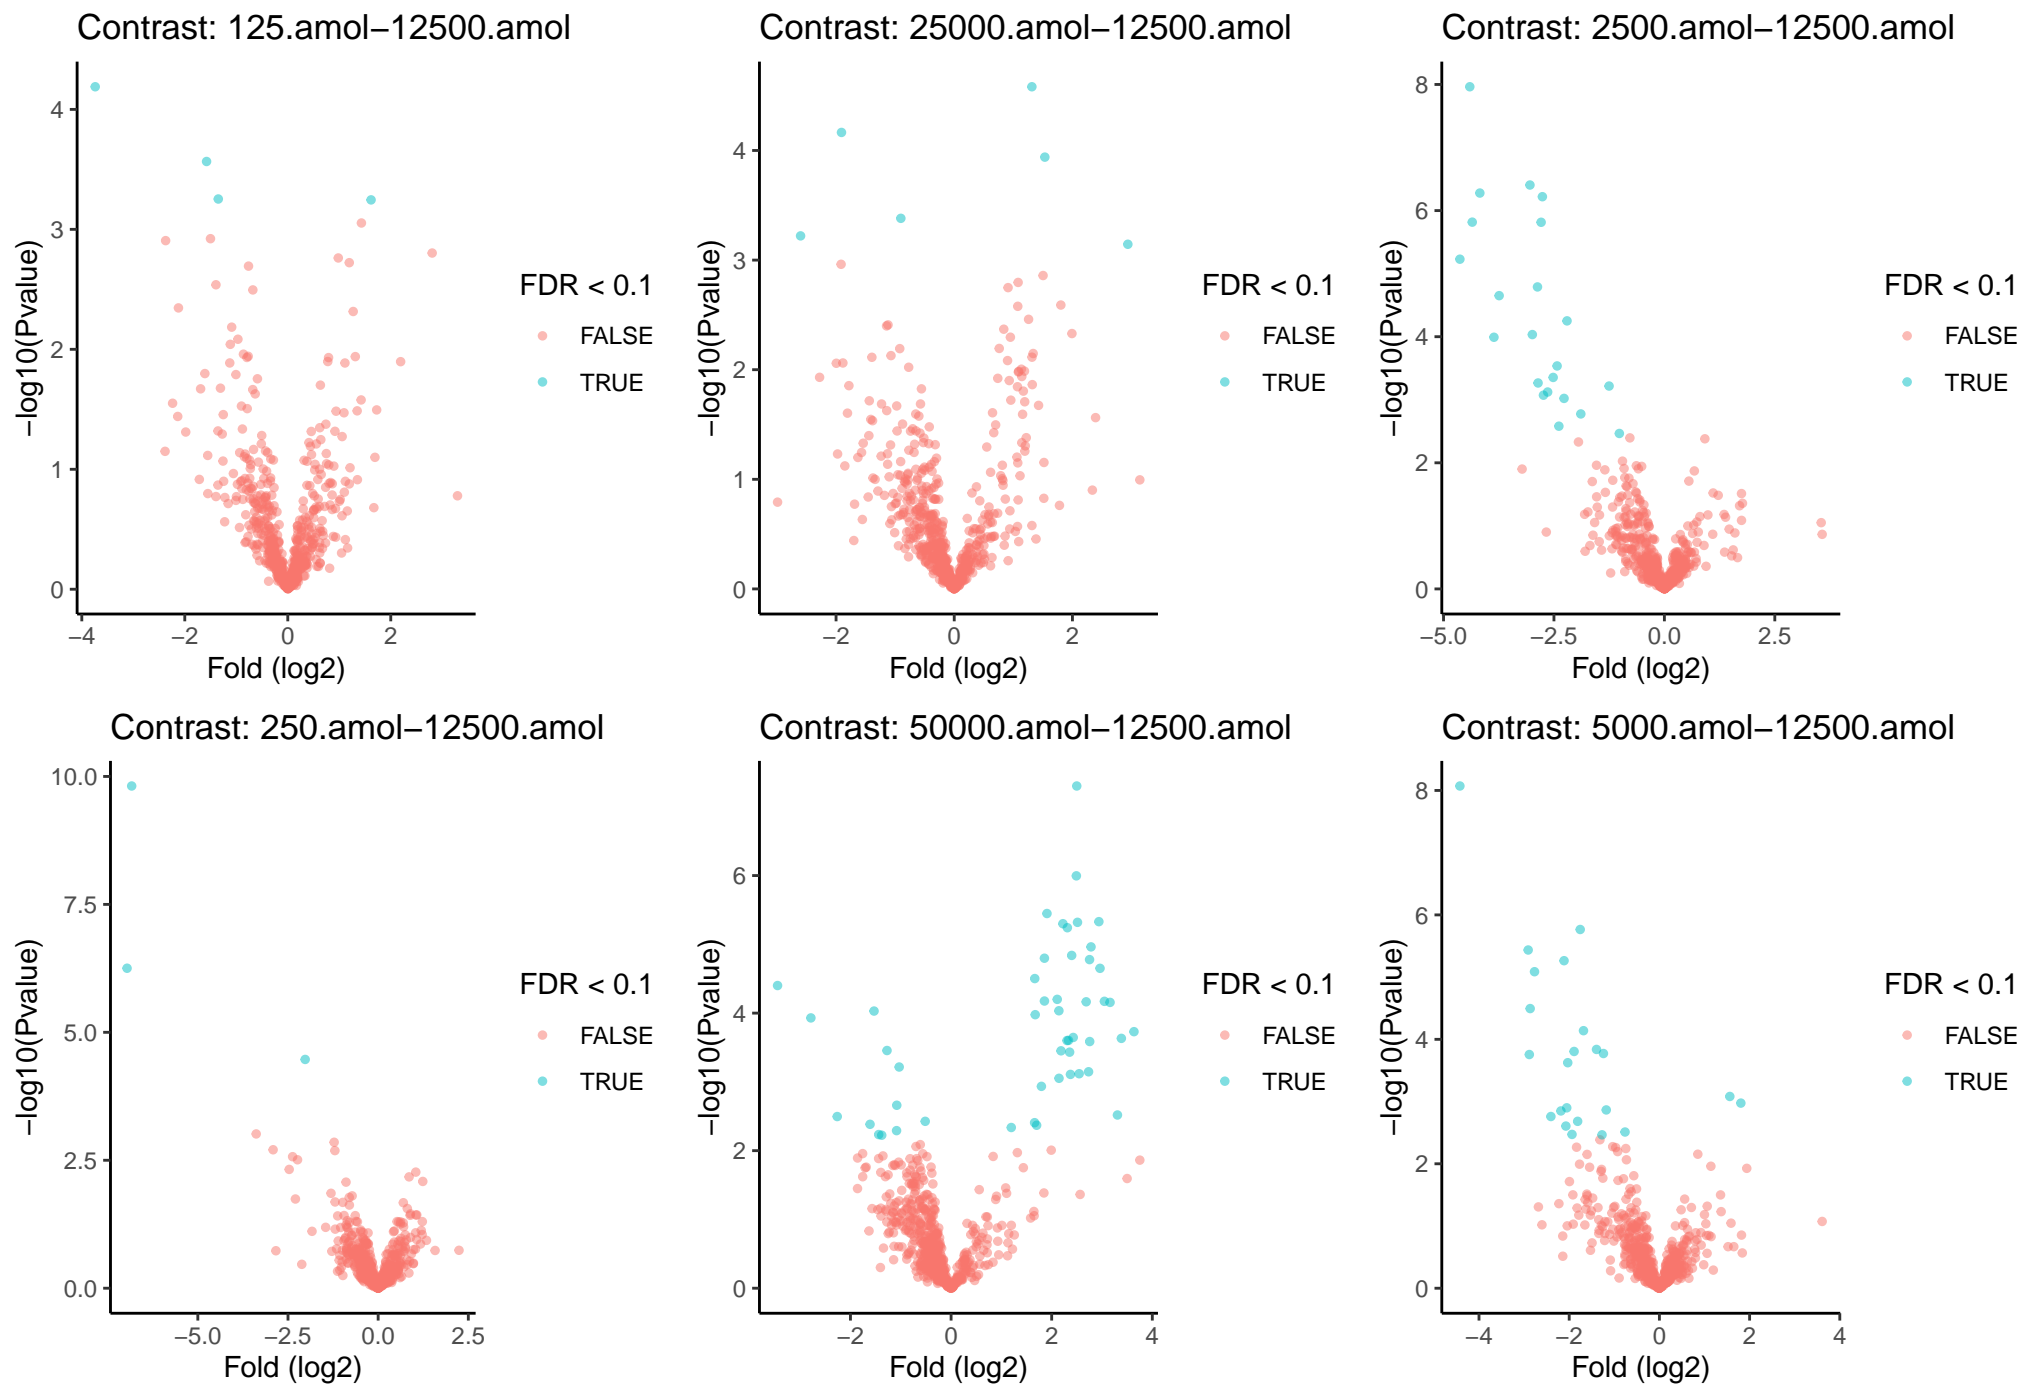 Contrast: 125.amol−12500.amol
−log10(Pvalue)
4
3
2
1
0
−4 −2 0 2
Fold (log2)
FDR < 0.1
FALSE
TRUE
Contrast: 25000.amol−12500.amol
−log10(Pvalue)
4
3
2
1
0
−2 0 2
Fold (log2)
FDR < 0.1
FALSE
TRUE
Contrast: 2500.amol−12500.amol
−log10(Pvalue)
8
6
4
2
0
−5.0 −2.5 0.0 2.5
Fold (log2)
FDR < 0.1
FALSE
TRUE
Contrast: 250.amol−12500.amol
−log10(Pvalue)
10.0
7.5
5.0
2.5
0.0
−5.0 −2.5 0.0 2.5
Fold (log2)
FDR < 0.1
FALSE
TRUE
Contrast: 50000.amol−12500.amol
−log10(Pvalue)
6
4
2
0
−2 0 2 4
Fold (log2)
FDR < 0.1
FALSE
TRUE
Contrast: 5000.amol−12500.amol
−log10(Pvalue)
8
6
4
2
0
−4 −2 0 2 4
Fold (log2)
FDR < 0.1
FALSE
TRUE